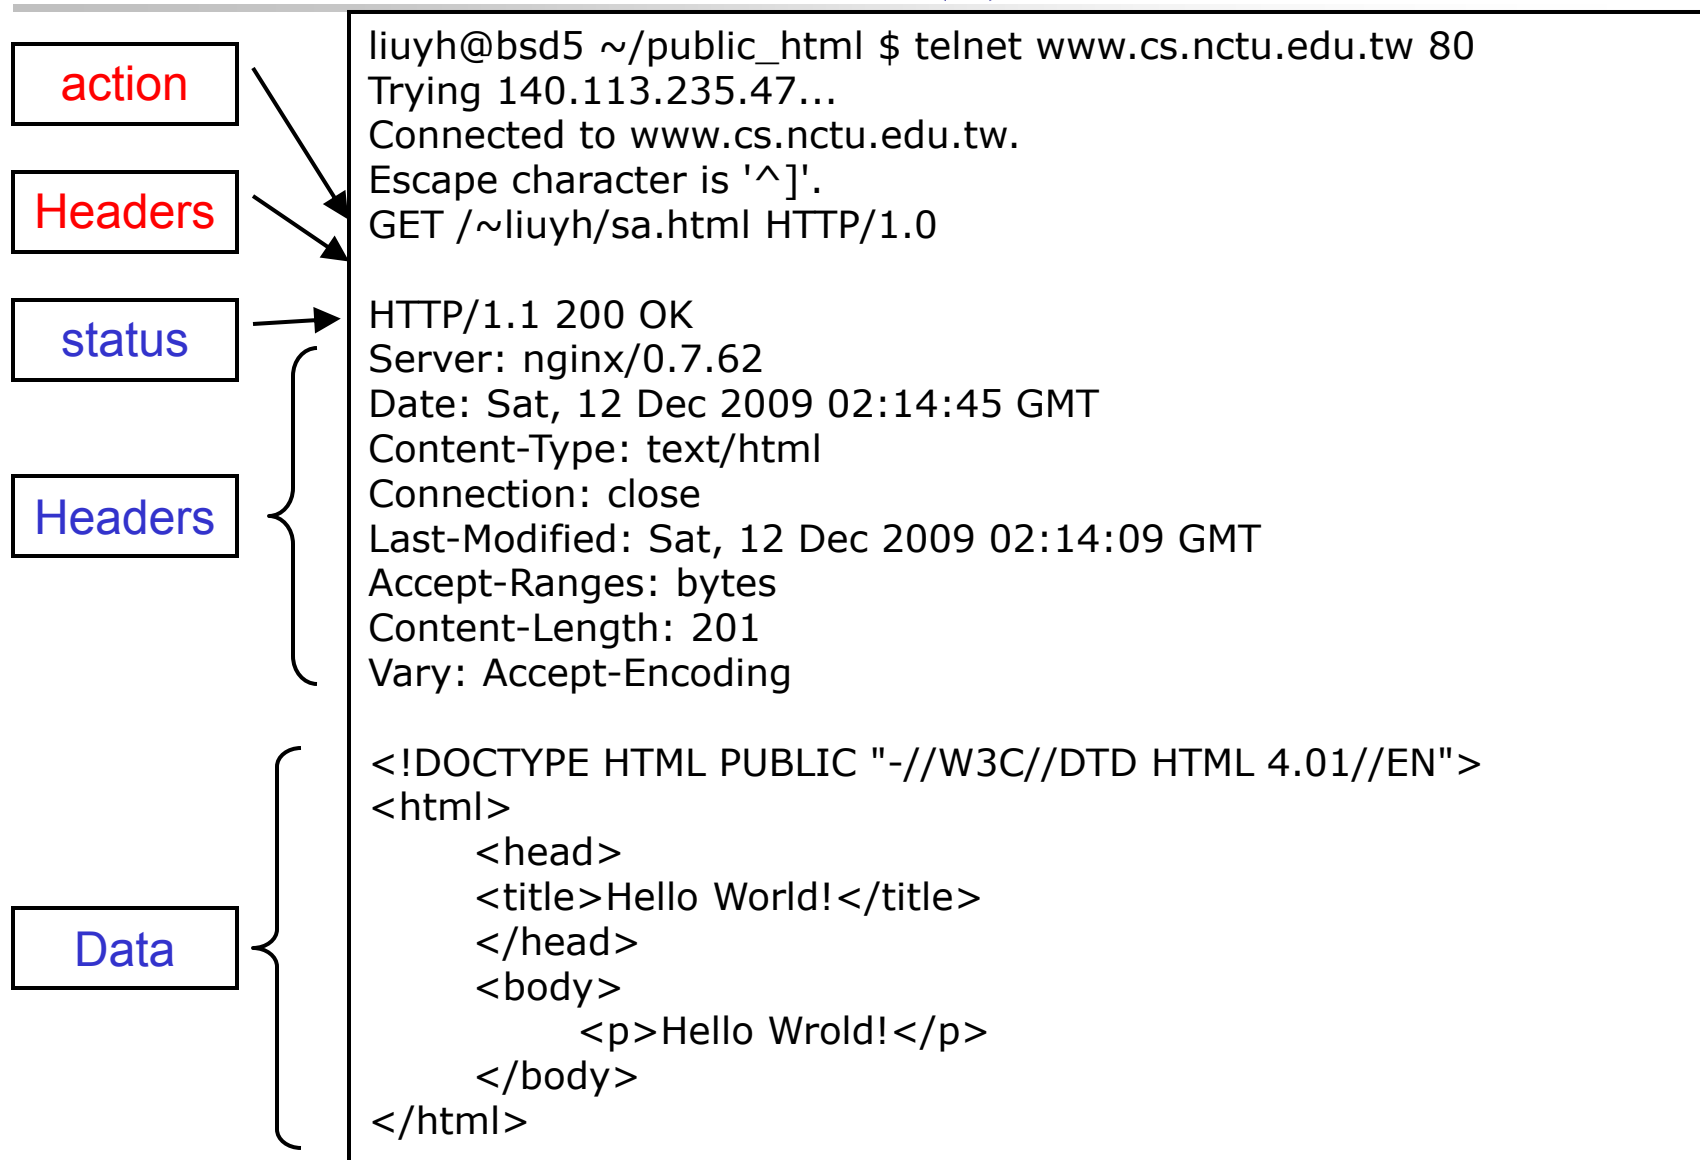 action
Headers
status
Headers
Data
liuyh@bsd5 ~/public_html $ telnet www.cs.nctu.edu.tw 80
Trying 140.113.235.47...
Connected to www.cs.nctu.edu.tw.
Escape character is '^]'.
GET /~liuyh/sa.html HTTP/1.0
HTTP/1.1 200 OK
Server: nginx/0.7.62
Date: Sat, 12 Dec 2009 02:14:45 GMT
Content-Type: text/html
Connection: close
Last-Modified: Sat, 12 Dec 2009 02:14:09 GMT
Accept-Ranges: bytes
Content-Length: 201
Vary: Accept-Encoding
<!DOCTYPE HTML PUBLIC "-//W3C//DTD HTML 4.01//EN">
<html>
<head>
<title>Hello World!</title>
</head>
<body>
<p>Hello Wrold!</p>
</body>
</html>